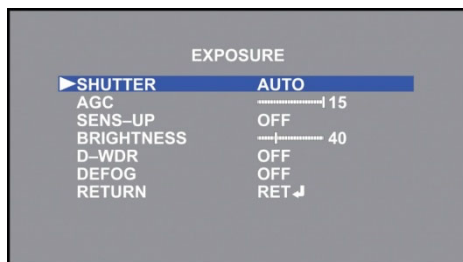 EXPOSURE
►SHUTTER AUTO
AGC 15
SENS–UP OFF
BRIGHTNESS 40
D–WDR OFF
DEFOG OFF
RETURN RET↲